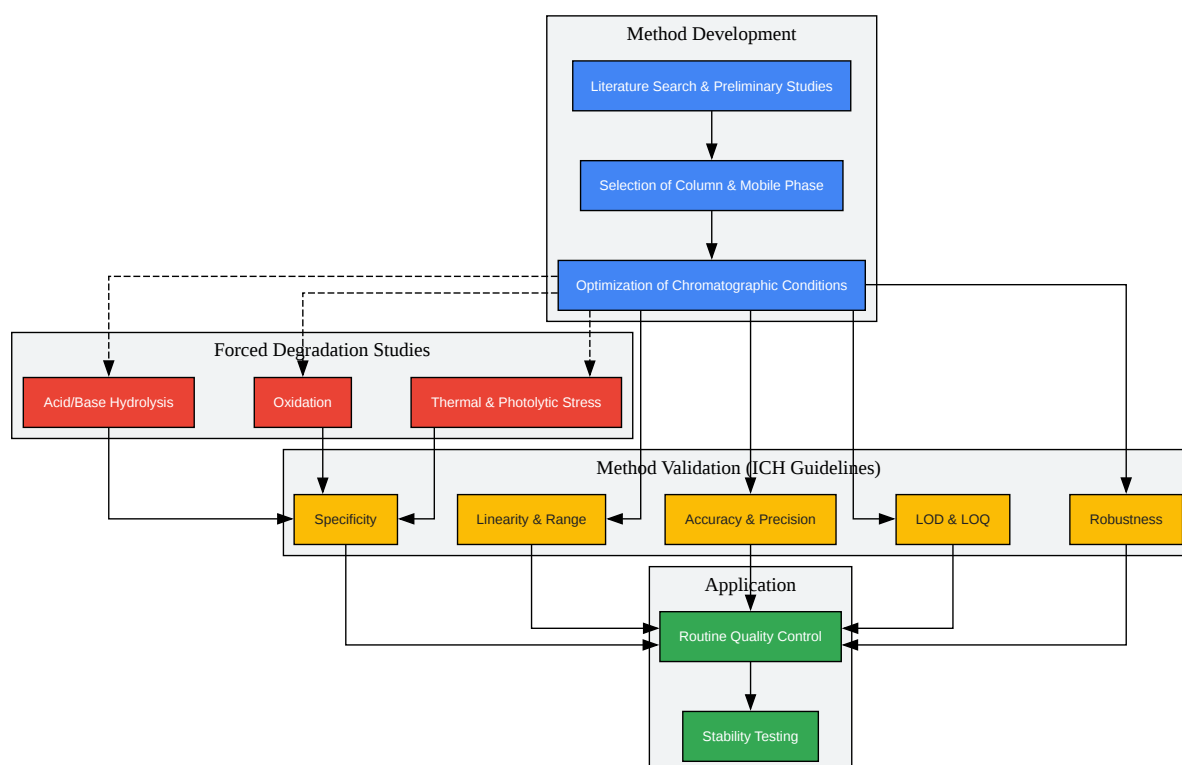 Method Development
Literature Search & Preliminary Studies
Selection of Column & Mobile Phase
Optimization of Chromatographic Conditions
Forced Degradation Studies
Acid/Base Hydrolysis
Oxidation
Thermal & Photolytic Stress
Method Validation (ICH Guidelines)
Specificity
Linearity & Range
Accuracy & Precision
LOD & LOQ
Robustness
Application
Routine Quality Control
Stability Testing